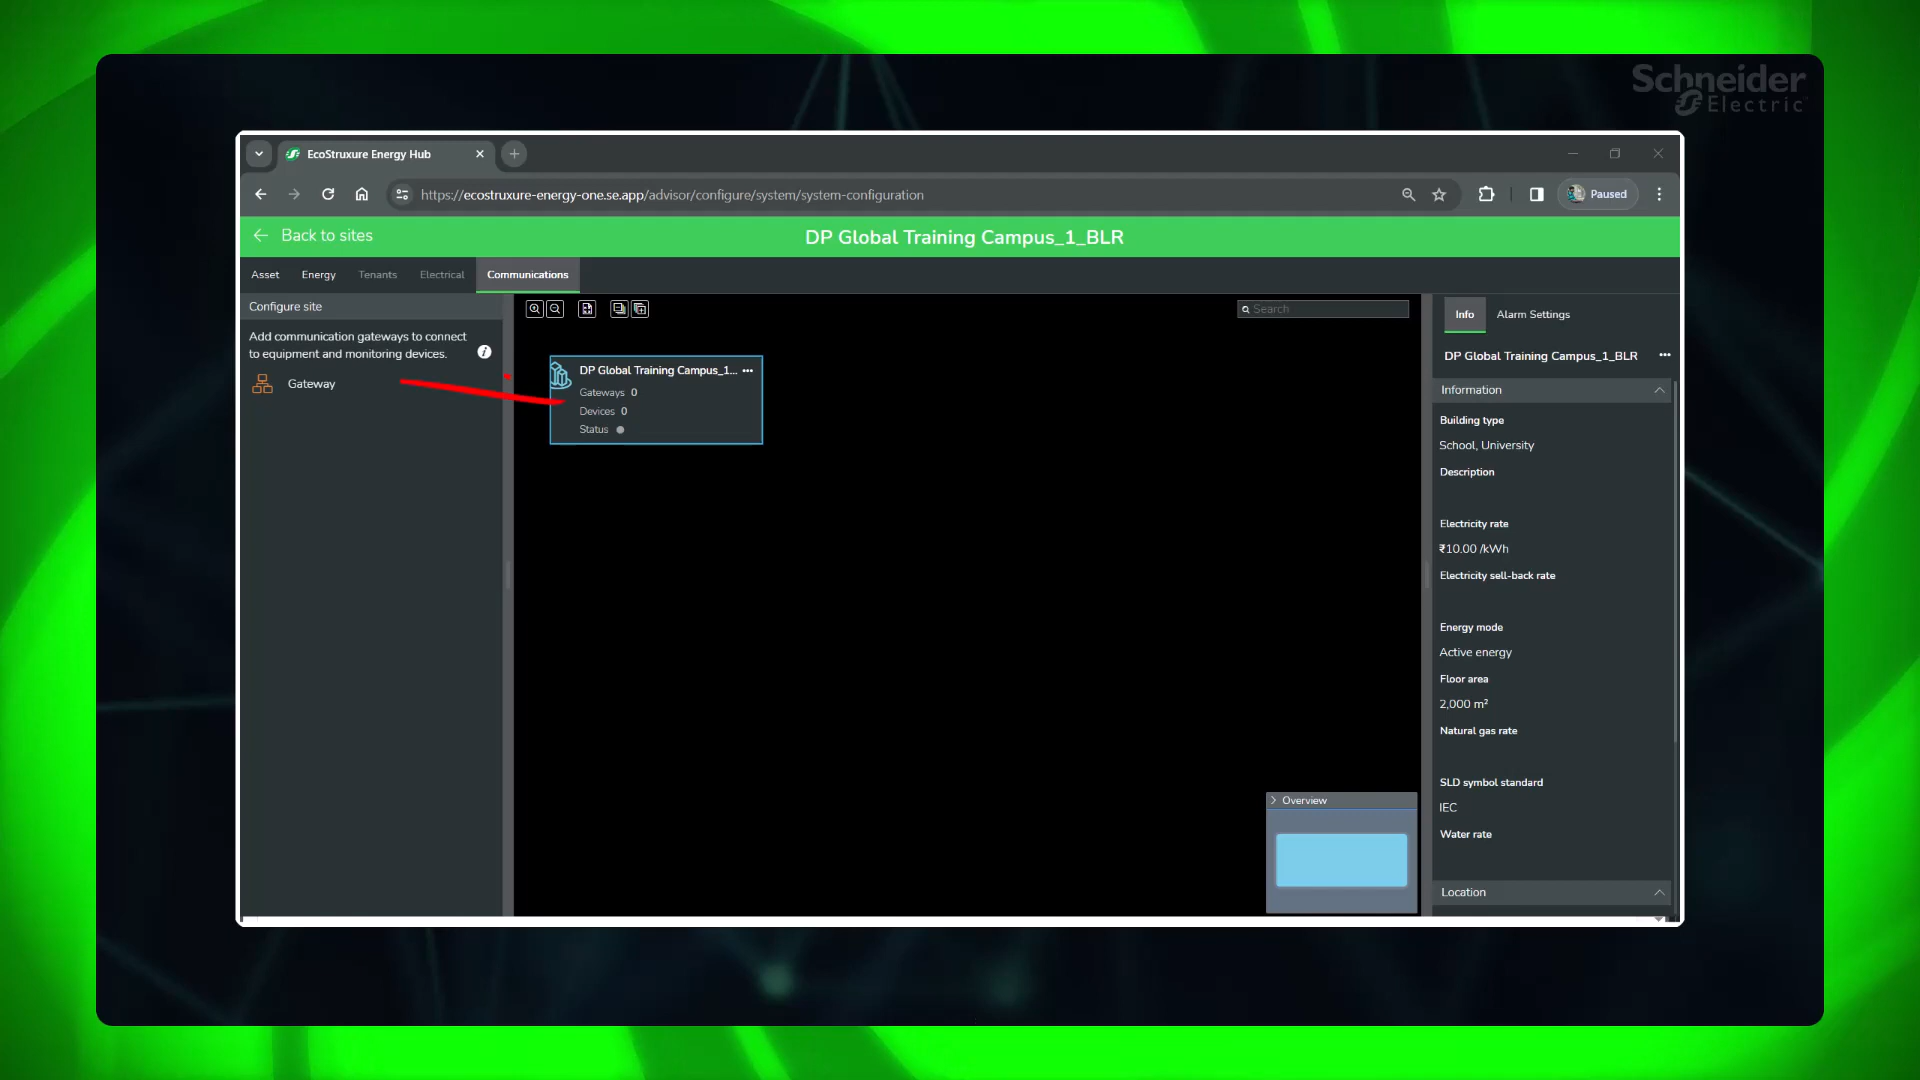 Schneider
Electric
EcoStruxure Energy Hub
https://ecostruxure-energy-one.se.app/advisor/configure/system/system-configuration
Paused
Back to sites
DP Global Training Campus_1_BLR
Asset
Energy
Tenants
Electrical
Communications
Configure site
Add communication gateways to connect
to equipment and monitoring devices.
Gateway
Search
DP Global Training Campus_1...
Gateways 0
Devices 0
Status
Overview
Info
Alarm Settings
DP Global Training Campus_1_BLR
Information
Building type
School, University
Description
Electricity rate
₹10.00 /kWh
Electricity sell-back rate
Energy mode
Active energy
Floor area
2,000 m²
Natural gas rate
SLD symbol standard
IEC
Water rate
Location